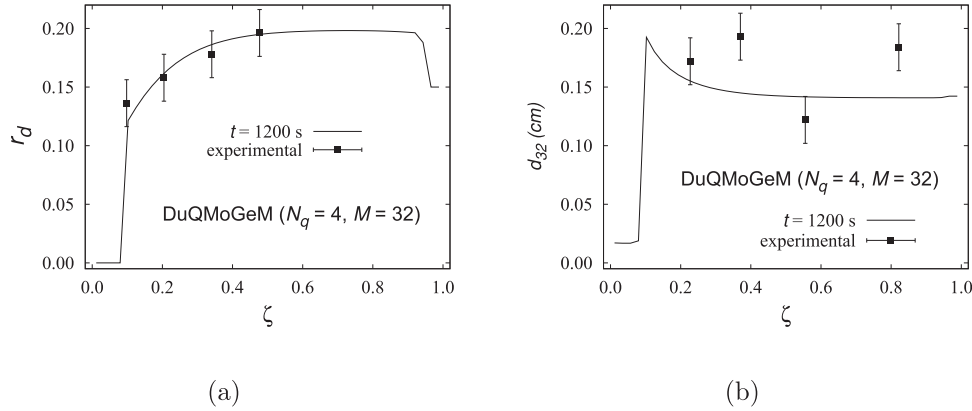 0.20
0.15
0.10
0.05
0.00
r_d
t = 1200 s
experimental
DuQMoGeM (N_q = 4, M = 32)
0.0 0.2 0.4 0.6 0.8 1.0
ζ
(a)
0.20
0.15
0.10
0.05
0.00
d_32 (cm)
DuQMoGeM (N_q = 4, M = 32)
t = 1200 s
experimental
0.0 0.2 0.4 0.6 0.8 1.0
ζ
(b)